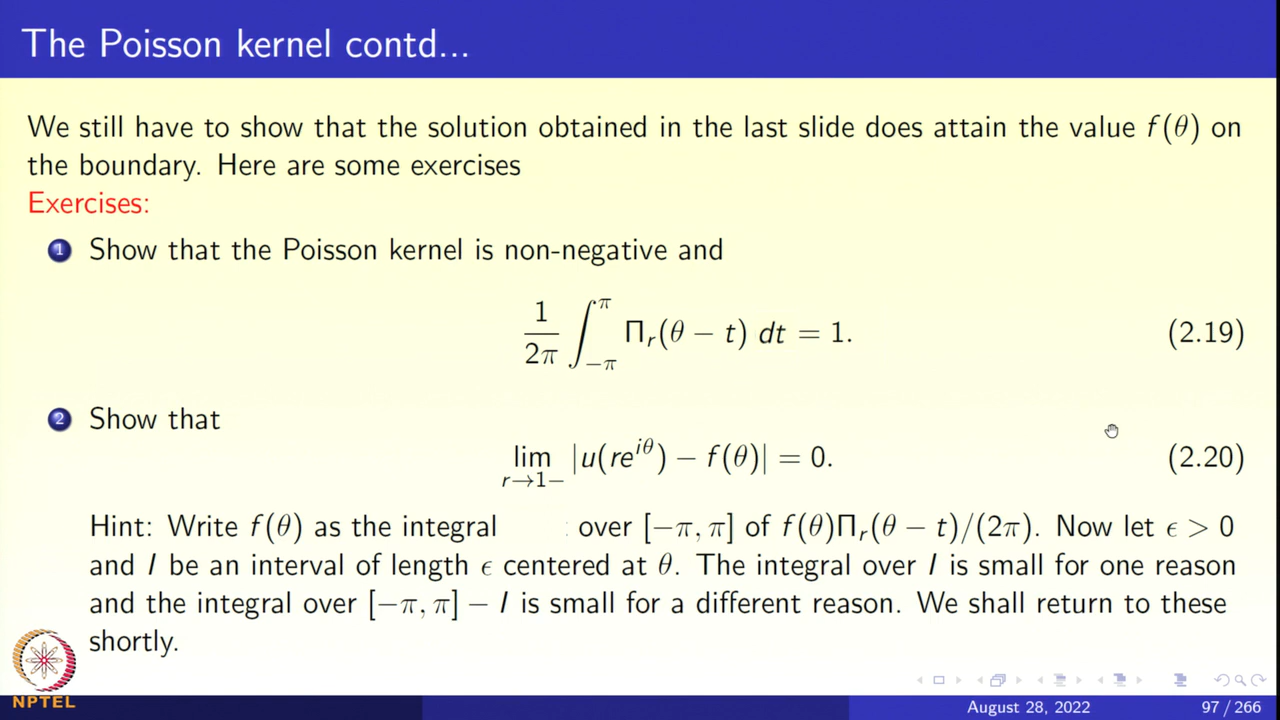 The Poisson kernel contd...
We still have to show that the solution obtained in the last slide does attain the value f(θ) on
the boundary. Here are some exercises
Exercises:
1 Show that the Poisson kernel is non-negative and
1/2π ∫_{−π}^{π} Π_r(θ − t) dt = 1. (2.19)
2 Show that
lim_{r→1−} |u(re^{iθ}) − f(θ)| = 0. (2.20)
Hint: Write f(θ) as the integral over [−π, π] of f(θ)Π_r(θ − t)/(2π). Now let ϵ > 0
and I be an interval of length ϵ centered at θ. The integral over I is small for one reason
and the integral over [−π, π] − I is small for a different reason. We shall return to these
shortly.
NPTEL
August 28, 2022 97 / 266